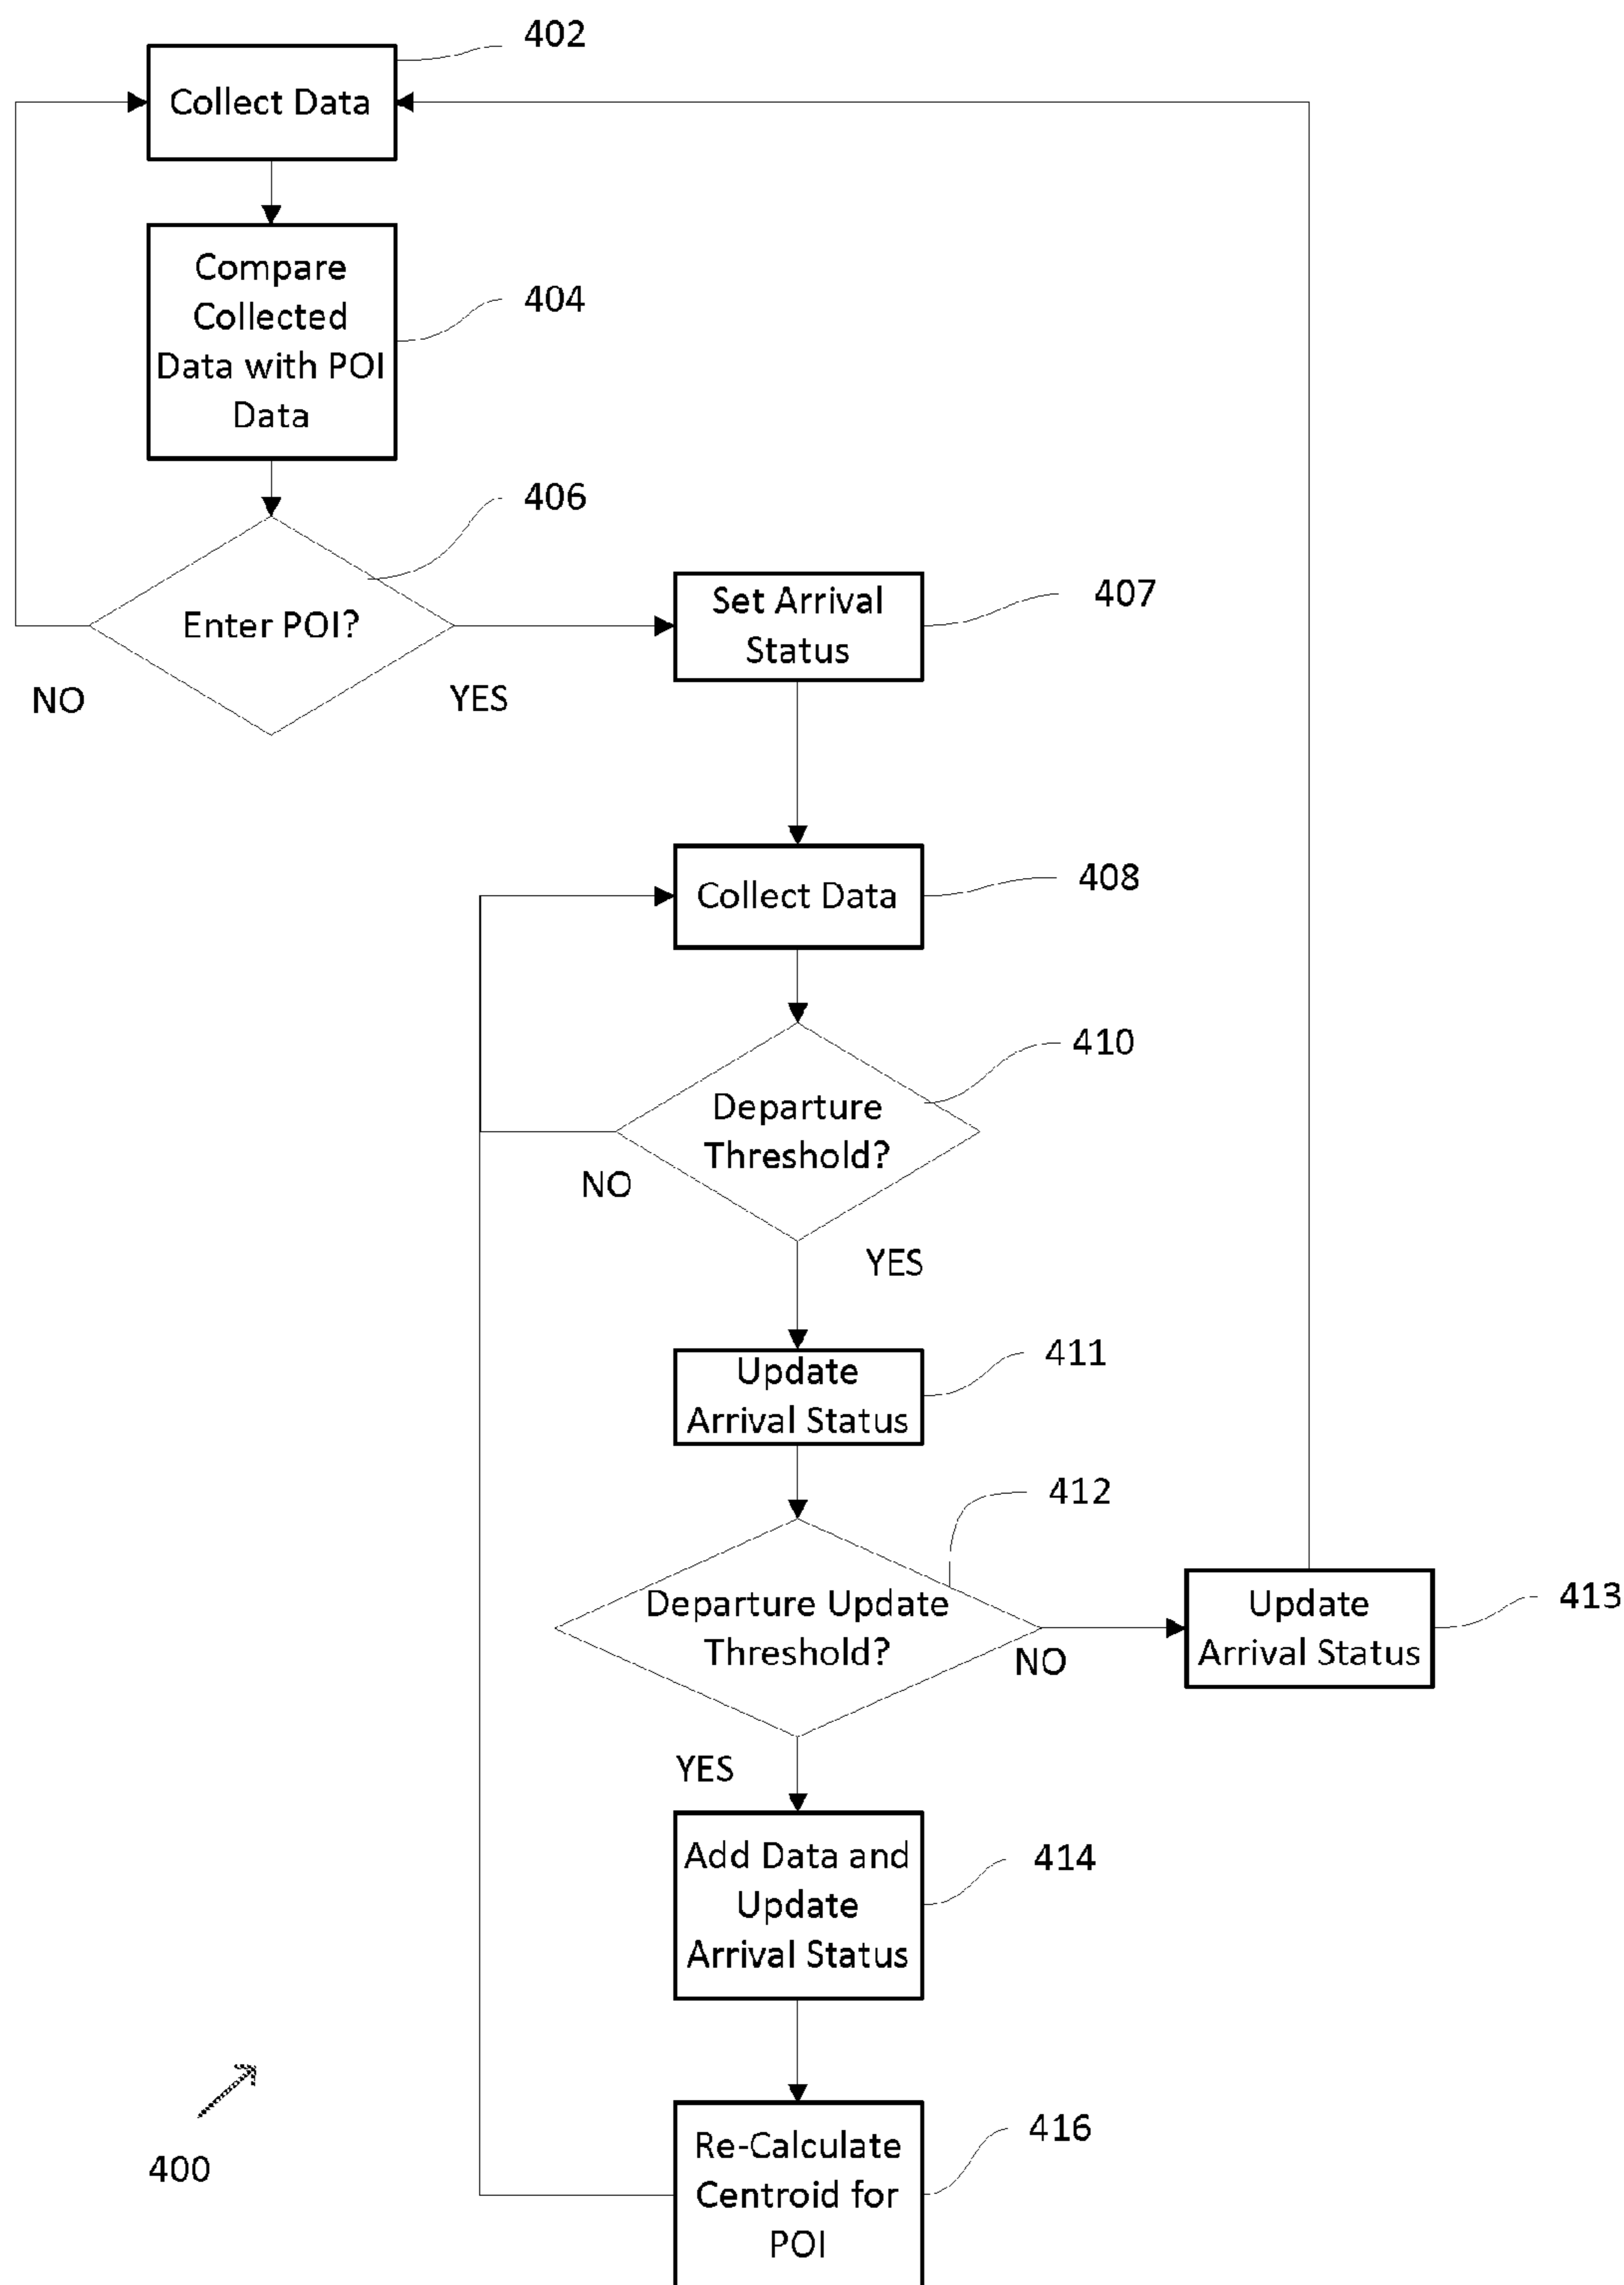 402
Collect Data
Compare
Collected
Data with POI
Data
404
406
Enter POI?
NO
YES
Set Arrival
Status
407
Collect Data
408
410
Departure
Threshold?
NO
YES
Update
Arrival Status
411
412
Departure Update
Threshold?
NO
Update
Arrival Status
413
YES
Add Data and
Update
Arrival Status
414
Re-Calculate
Centroid for
POI
416
400